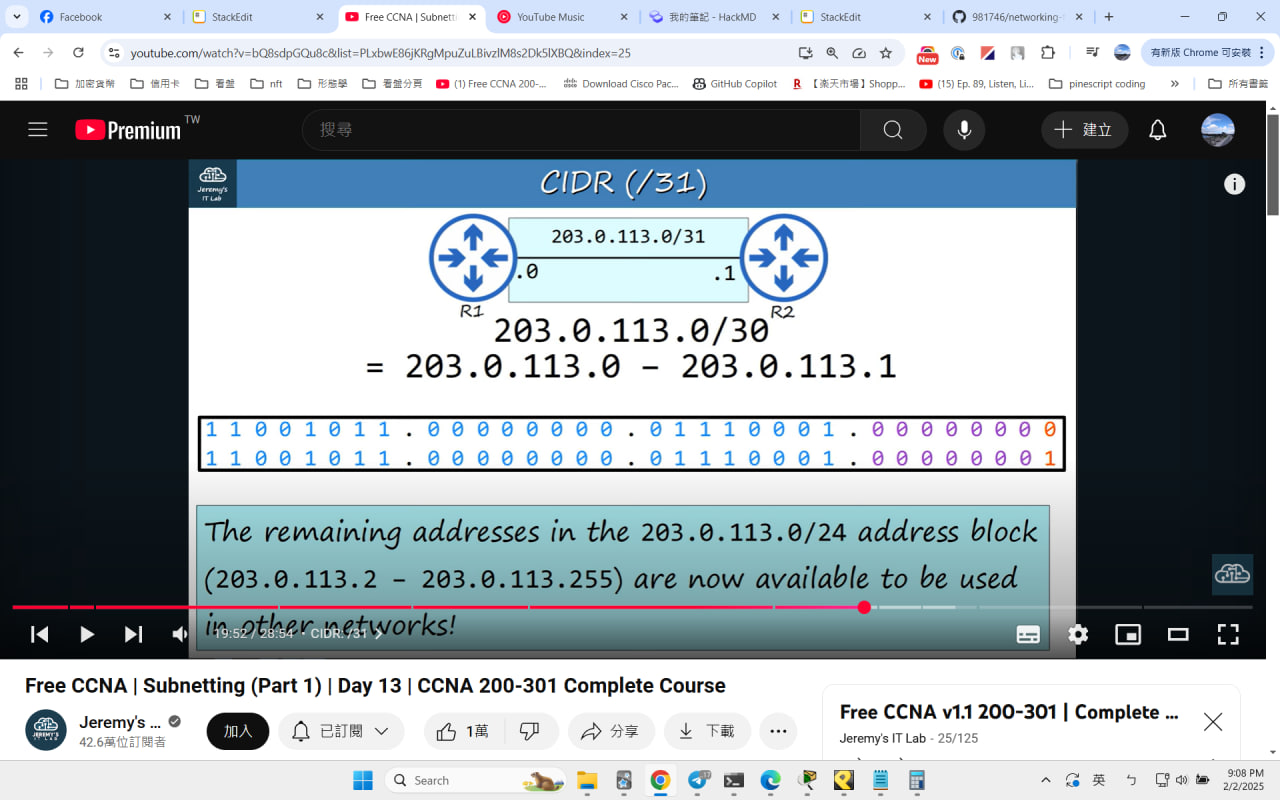 Facebook
StackEdit
Free CCNA | Subnetti
YouTube Music
我的筆記 - HackMD
StackEdit
981746/networking-
youtube.com/watch?v=bQ8sdpGQu8c&list=PLxbwE86jKRgMpuZuLBivzlM8s2Dk5lXBQ&index=25
New
有新版 Chrome 可安裝
加密貨幣
信用卡
看盤
nft
形態學
看盤分頁
(1) Free CCNA 200-...
Download Cisco Pac...
GitHub Copilot
【楽天市場】Shopp...
(15) Ep. 89, Listen, Li...
pinescript coding
»
所有書籤
Premium TW
搜尋
建立
Jeremy's
IT Lab
CIDR (/31)
203.0.113.0/31
.0
.1
R1
R2
203.0.113.0/30
= 203.0.113.0 – 203.0.113.1
1 1 0 0 1 0 1 1 . 0 0 0 0 0 0 0 0 . 0 1 1 1 0 0 0 1 . 0 0 0 0 0 0 0 0
1 1 0 0 1 0 1 1 . 0 0 0 0 0 0 0 0 . 0 1 1 1 0 0 0 1 . 0 0 0 0 0 0 0 1
The remaining addresses in the 203.0.113.0/24 address block
(203.0.113.2 – 203.0.113.255) are now available to be used
in other networks!
19:52 / 28:54 • CIDR: /31
Free CCNA | Subnetting (Part 1) | Day 13 | CCNA 200-301 Complete Course
JEREMY'S
IT LAB
Jeremy's ...
42.6萬位訂閱者
加入
已訂閱
1萬
分享
下載
Free CCNA v1.1 200-301 | Complete ...
Jeremy's IT Lab - 25/125
Search
英
ㄅ
9:08 PM
2/2/2025